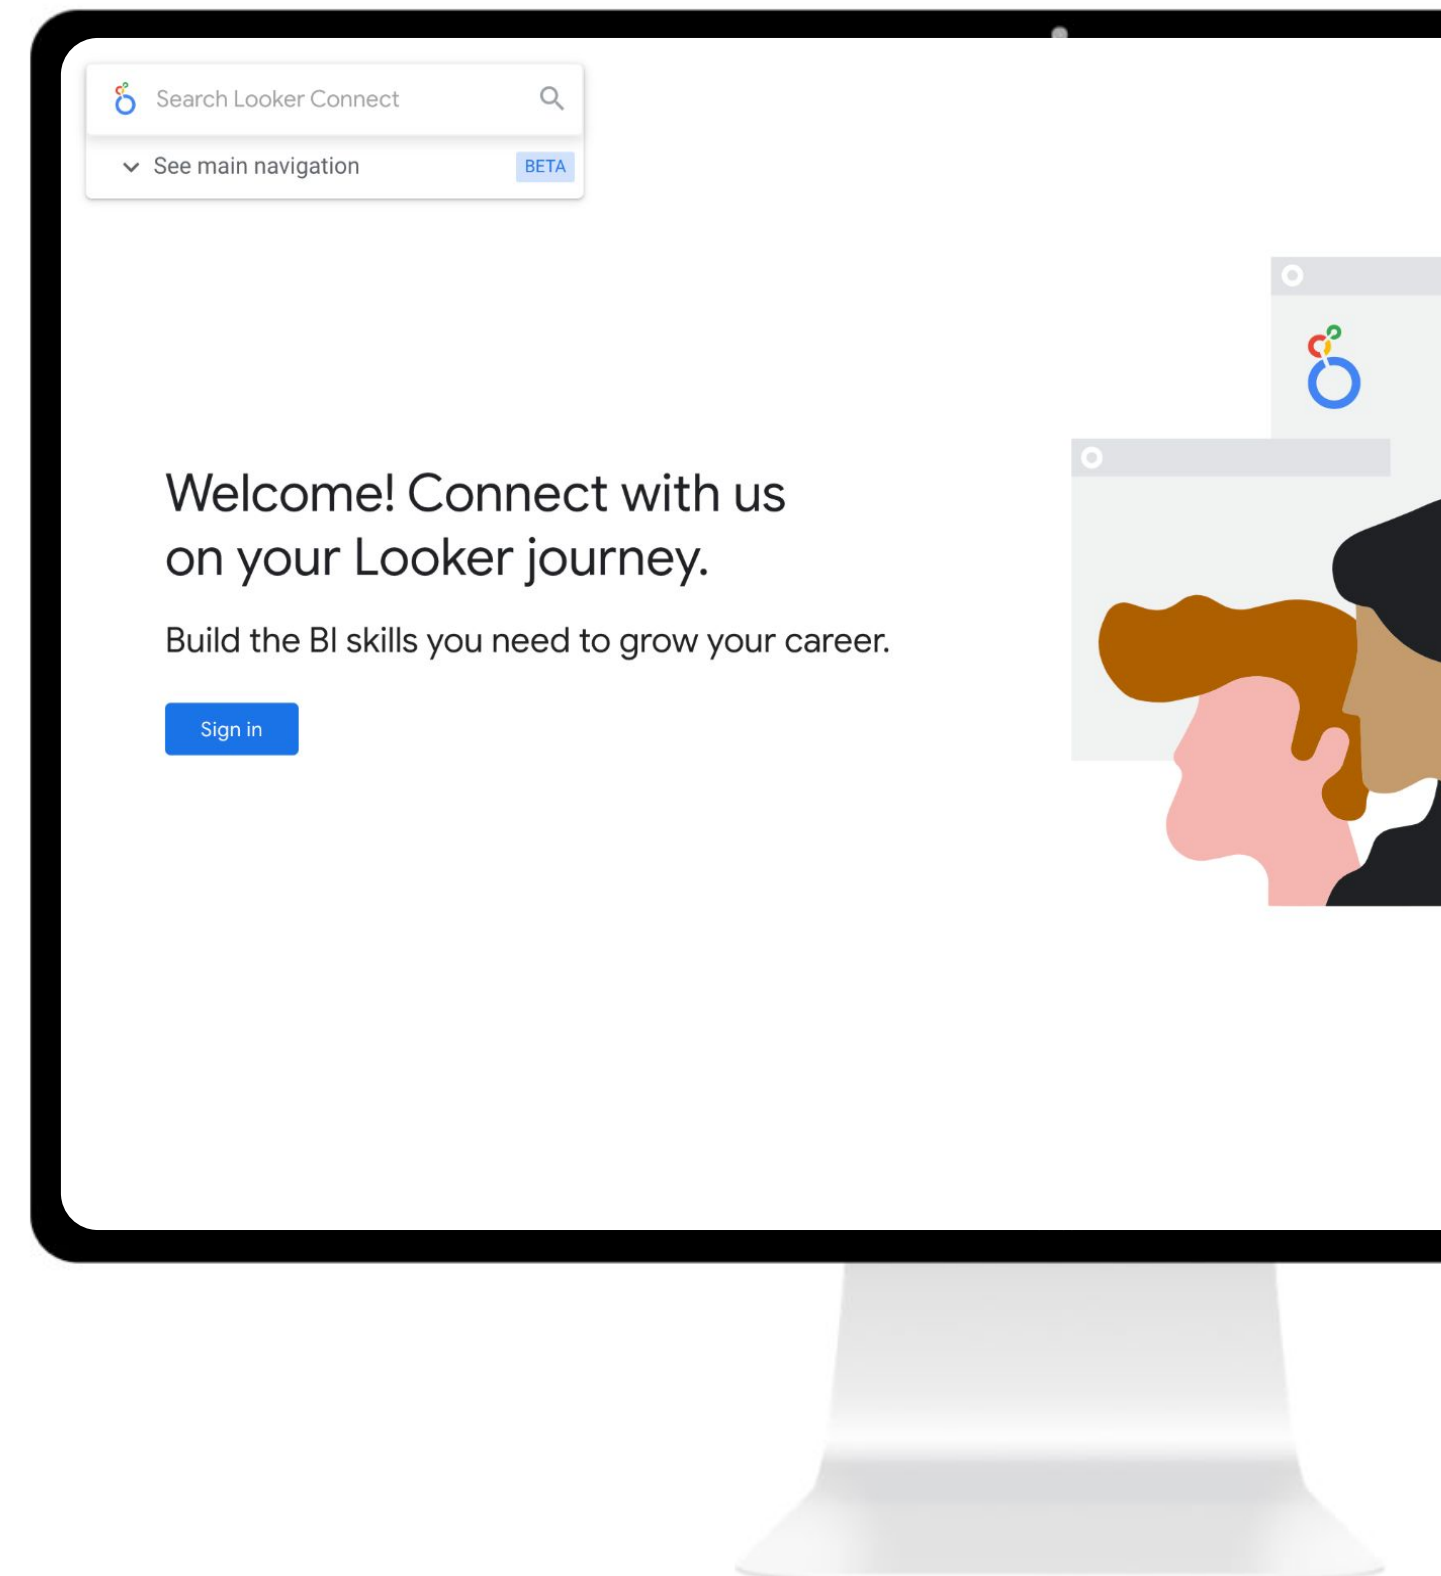 Search Looker Connect
See main navigation BETA
Welcome! Connect with us
on your Looker journey.
Build the BI skills you need to grow your career.
Sign in